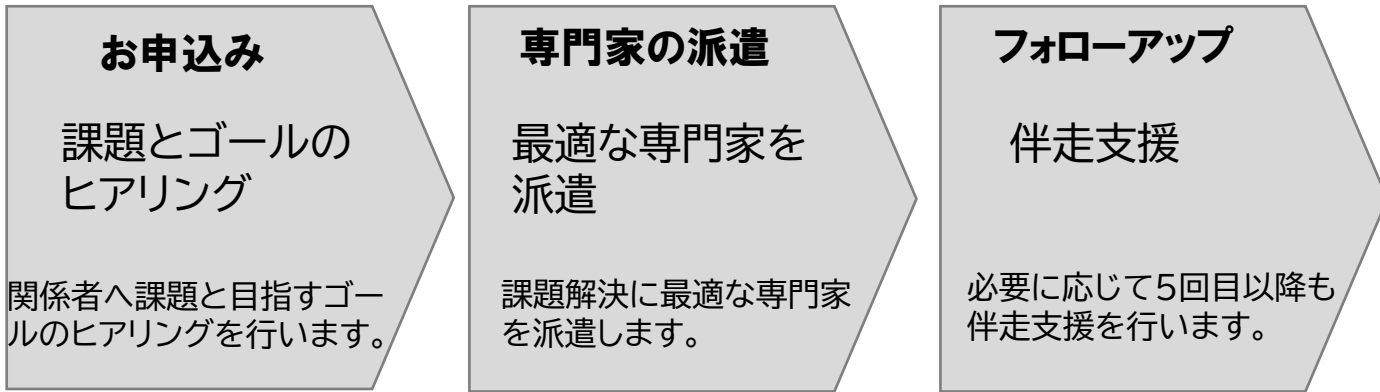 お申込み
課題とゴールの
ヒアリング
関係者へ課題と目指すゴー
ルのヒアリングを行います。
専門家の派遣
最適な専門家を
派遣
課題解決に最適な専門家
を派遣します。
フォローアップ
伴走支援
必要に応じて5回目以降も
伴走支援を行います。